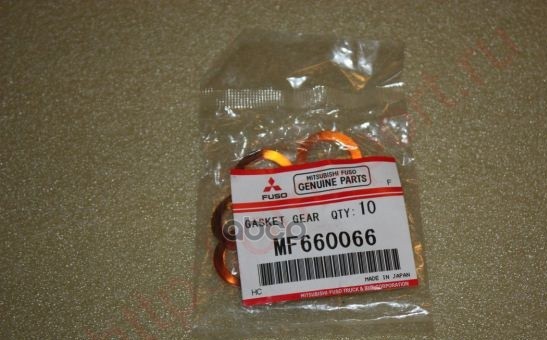 FUSO
MITSUBISHI FUSO
GENUINE PARTS
F
GASKET GEAR QTY: 10
MF660066
MADE IN JAPAN
HC
MITSUBISHI FUSO TRUCK & BUS CORPORATION